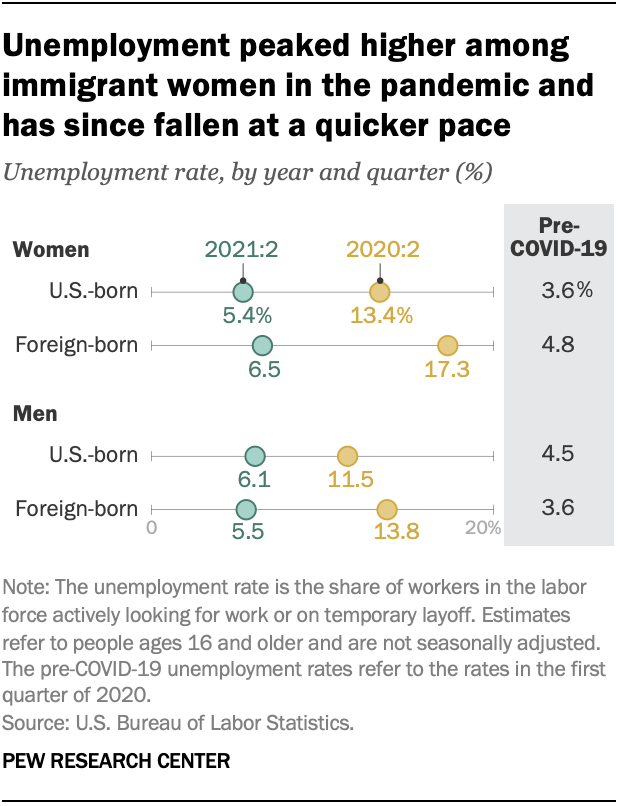 Unemployment peaked higher among
immigrant women in the pandemic and
has since fallen at a quicker pace
Unemployment rate, by year and quarter (%)
Pre-
COVID-19
Women
2021:2
2020:2
U.S.-born
3.6%
5.4%
13.4%
Foreign-born
4.8
6.5
17.3
Men
U.S.-born
4.5
6.1
11.5
Foreign-born
3.6
0
5.5
13.8
20%
Note: The unemployment rate is the share of workers in the labor
force actively looking for work or on temporary layoff. Estimates
refer to people ages 16 and older and are not seasonally adjusted.
The pre-COVID-19 unemployment rates refer to the rates in the first
quarter of 2020.
Source: U.S. Bureau of Labor Statistics.
PEW RESEARCH CENTER